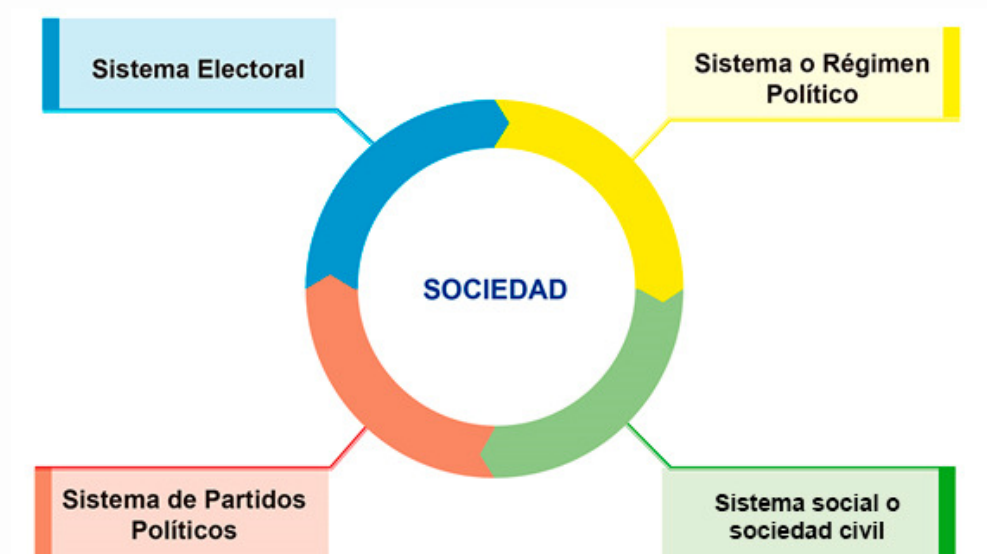 Sistema Electoral
Sistema o Régimen
Político
SOCIEDAD
Sistema de Partidos
Políticos
Sistema social o
sociedad civil